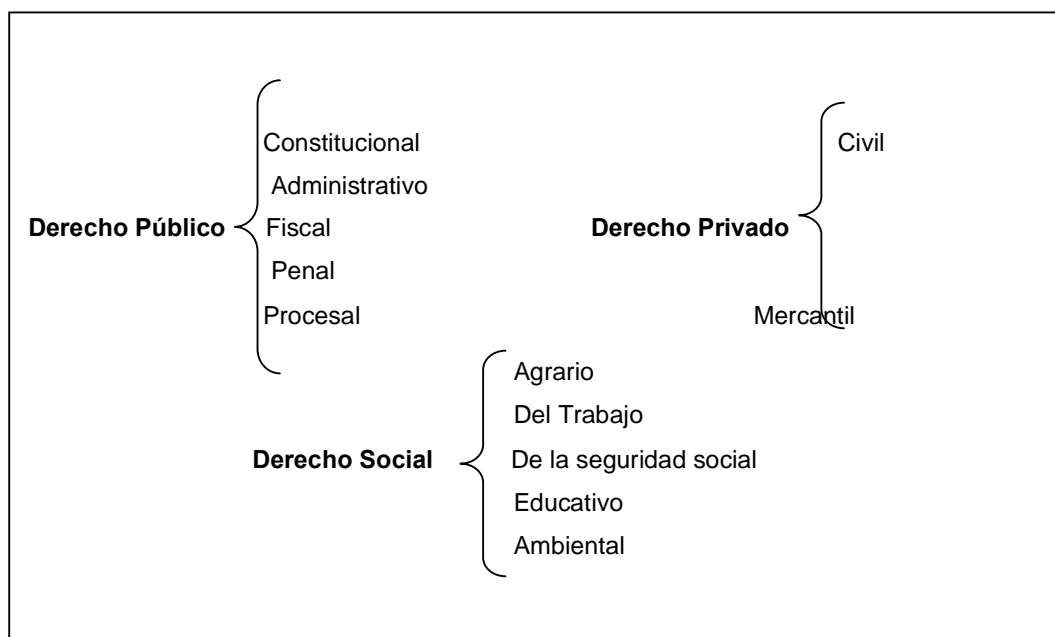 Derecho Público
Constitucional
Administrativo
Fiscal
Penal
Procesal
Derecho Privado
Civil
Mercantil
Derecho Social
Agrario
Del Trabajo
De la seguridad social
Educativo
Ambiental